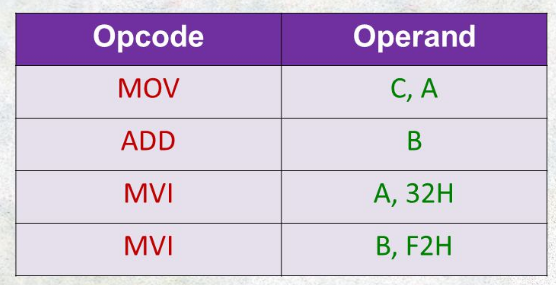 Opcode Operand
MOV C, A
ADD B
MVI A, 32H
MVI B, F2H